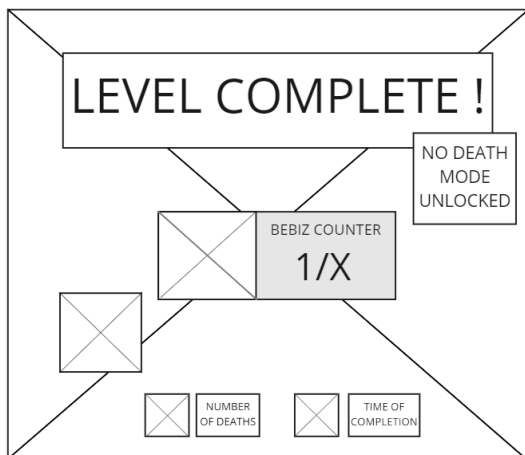 LEVEL COMPLETE !
NO DEATH
MODE
UNLOCKED
BEBIZ COUNTER
1/X
NUMBER
OF DEATHS
TIME OF
COMPLETION